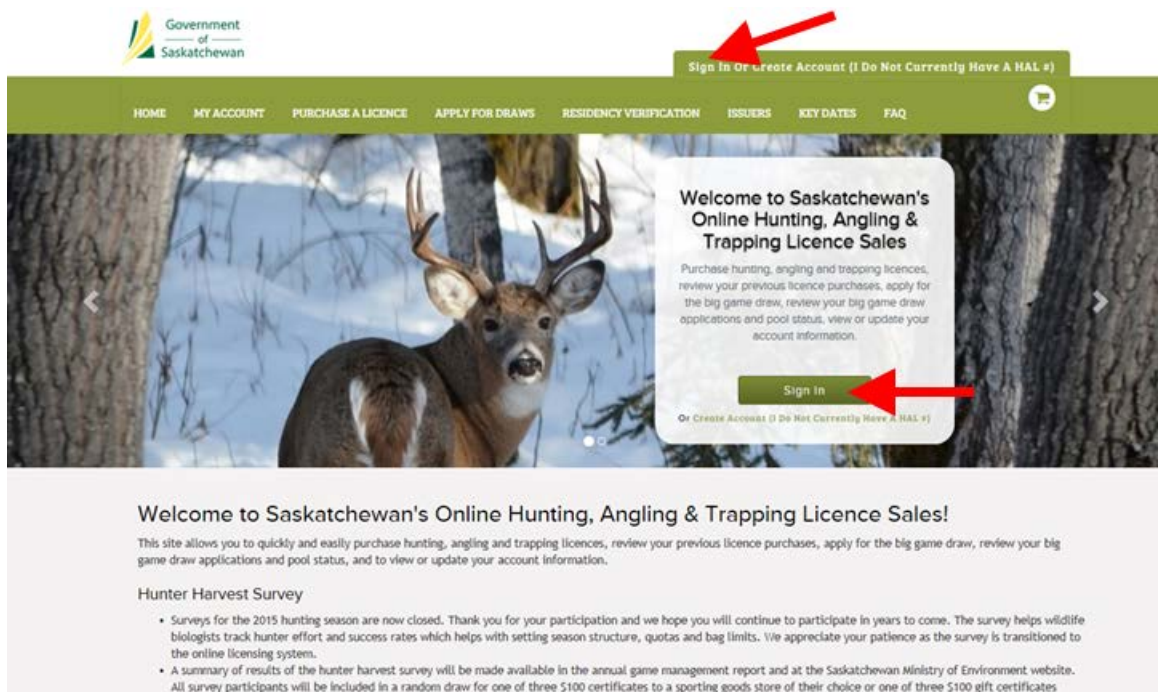 Government
of
Saskatchewan
Sign In Or Create Account (I Do Not Currently Have A HAL #)
HOME MY ACCOUNT PURCHASE A LICENCE APPLY FOR DRAWS RESIDENCY VERIFICATION ISSUERS KEY DATES FAQ
Welcome to Saskatchewan's
Online Hunting, Angling &
Trapping Licence Sales
Purchase hunting, angling and trapping licences,
review your previous licence purchases, apply for
the big game draw, review your big game draw
applications and pool status, view or update your
account information.
Sign In
Or Create Account (I Do Not Currently Have A HAL #)
Welcome to Saskatchewan's Online Hunting, Angling & Trapping Licence Sales!
This site allows you to quickly and easily purchase hunting, angling and trapping licences, review your previous licence purchases, apply for the big game draw, review your big
game draw applications and pool status, and to view or update your account information.
Hunter Harvest Survey
• Surveys for the 2015 hunting season are now closed. Thank you for your participation and we hope you will continue to participate in years to come. The survey helps wildlife
biologists track hunter effort and success rates which helps with setting season structure, quotas and bag limits. We appreciate your patience as the survey is transitioned to
the online licensing system.
• A summary of results of the hunter harvest survey will be made available in the annual game management report and at the Saskatchewan Ministry of Environment website.
All survey participants will be included in a random draw for one of three $100 certificates to a sporting goods store of their choice or one of three $100 gift certificates